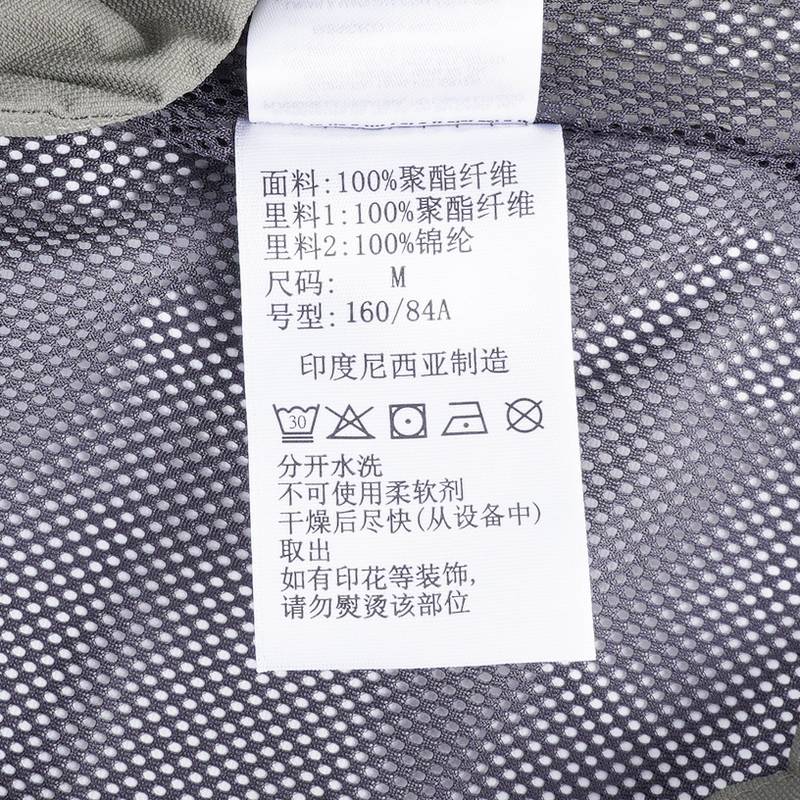 面料:100%聚酯纤维
里料1:100%聚酯纤维
里料2:100%锦纶
尺码: M
号型:160/84A
印度尼西亚制造
30
分开水洗
不可使用柔软剂
干燥后尽快(从设备中)
取出
如有印花等装饰,
请勿熨烫该部位